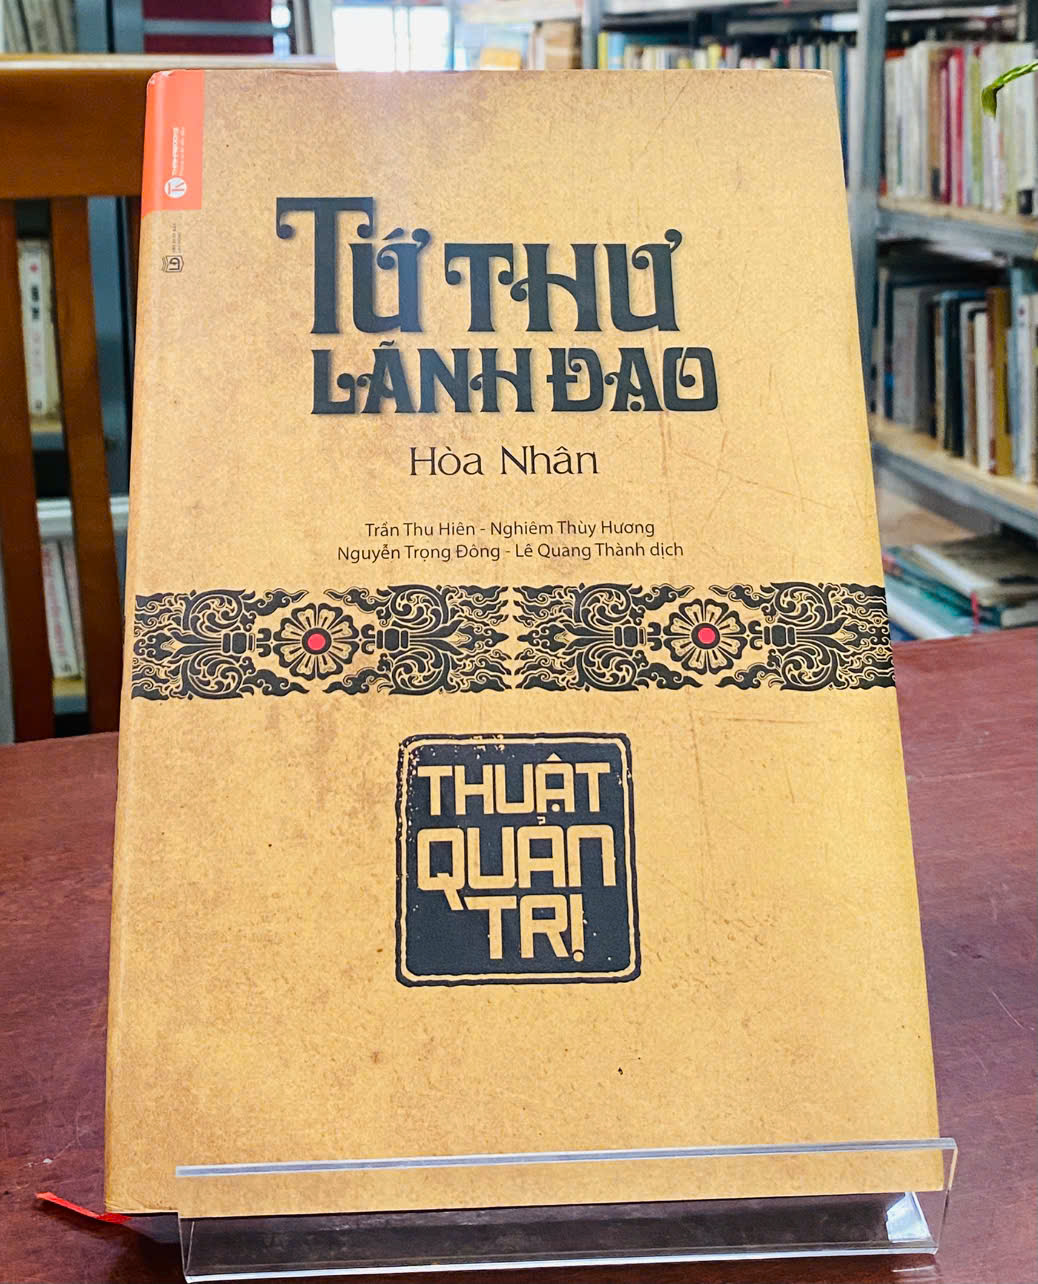 THAIHABOOKS
TỨ THƯ
LÃNH ĐẠO
Hòa Nhân
Trần Thu Hiên - Nghiêm Thùy Hương
Nguyễn Trọng Đông - Lê Quang Thành dịch
THUẬT
QUẢN
TRỊ